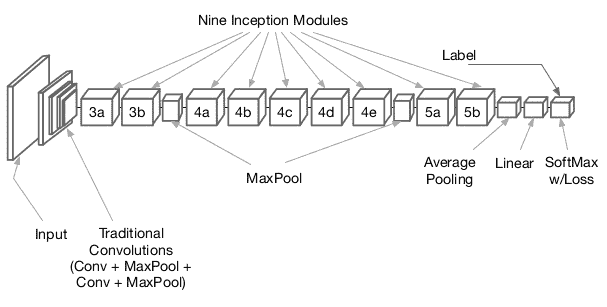 Nine Inception Modules
Label
3a
3b
4a
4b
4c
4d
4e
5a
5b
MaxPool
Average
Pooling
Linear
SoftMax
w/Loss
Input
Traditional
Convolutions
(Conv + MaxPool +
Conv + MaxPool)